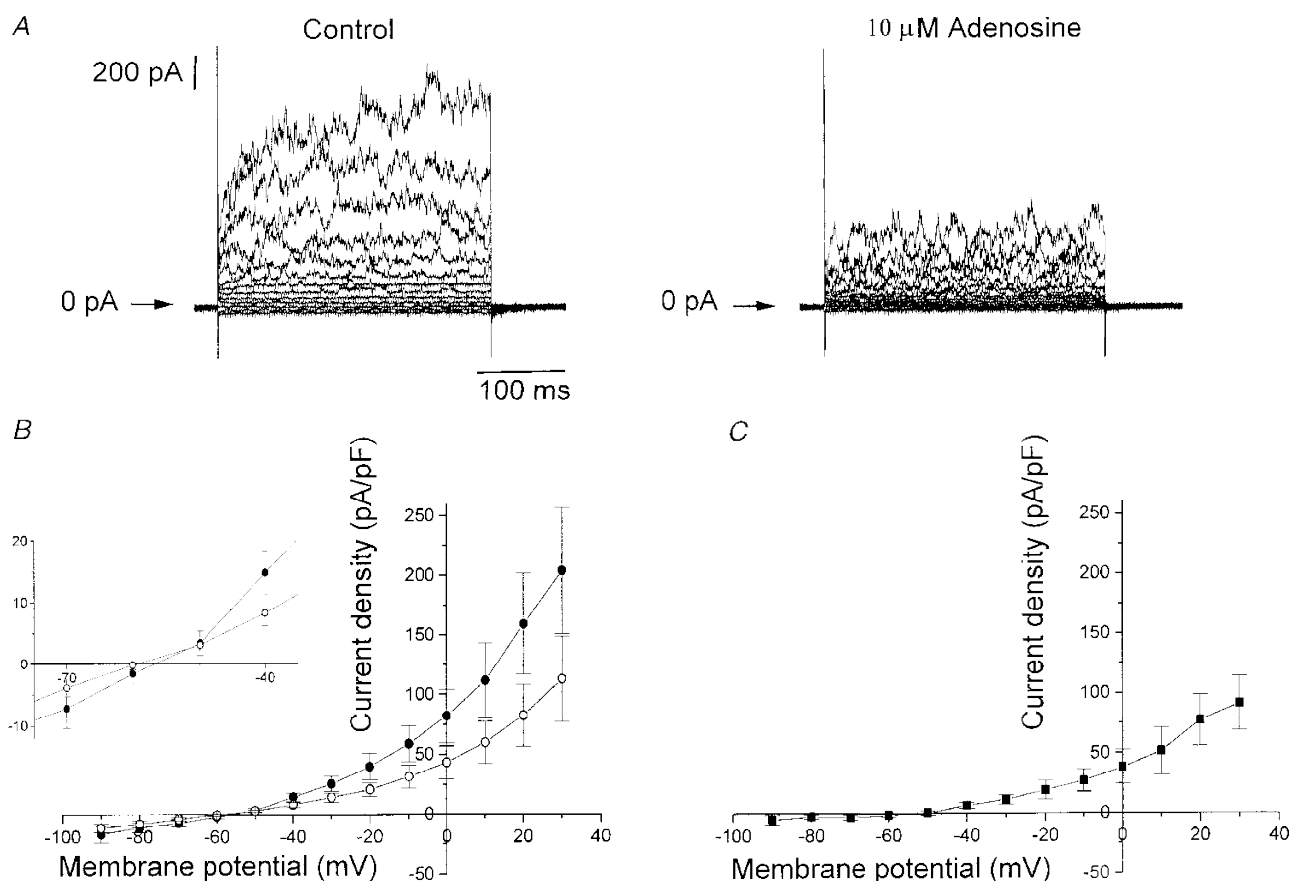 A
Control
10 μM Adenosine
200 pA
0 pA
0 pA
100 ms
B
C
Current density (pA/pF)
250
200
150
100
50
0
-50
-100
-80
-60
-40
-20
0
20
40
Membrane potential (mV)
20
10
0
-10
-70
-40
Current density (pA/pF)
250
200
150
100
50
0
-50
-100
-80
-60
-40
-20
0
20
40
Membrane potential (mV)